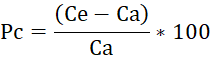 Pc = (Ce − Ca) / Ca * 100